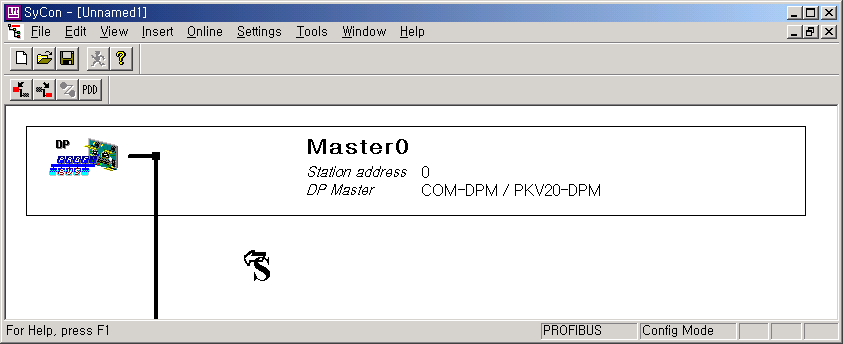 SyCon - [Unnamed1]
File Edit View Insert Online Settings Tools Window Help
PDD
DP
Master0
Station address 0
DP Master COM-DPM / PKV20-DPM
S
For Help, press F1 PROFIBUS Config Mode